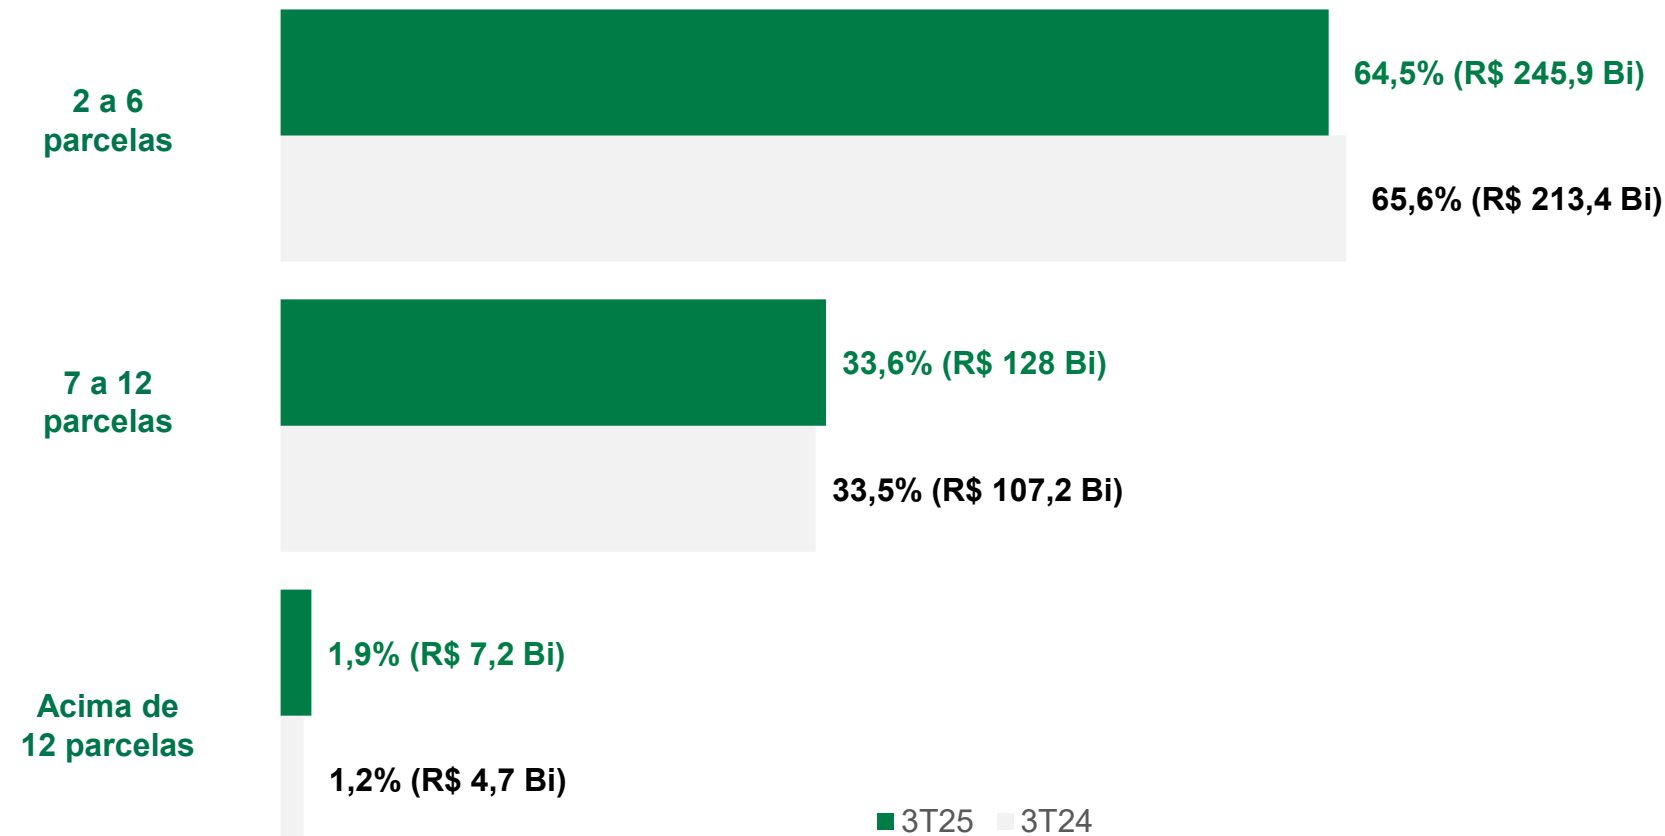 2 a 6
parcelas
64,5% (R$ 245,9 Bi)
65,6% (R$ 213,4 Bi)
7 a 12
parcelas
33,6% (R$ 128 Bi)
33,5% (R$ 107,2 Bi)
Acima de
12 parcelas
1,9% (R$ 7,2 Bi)
1,2% (R$ 4,7 Bi)
3T25 3T24